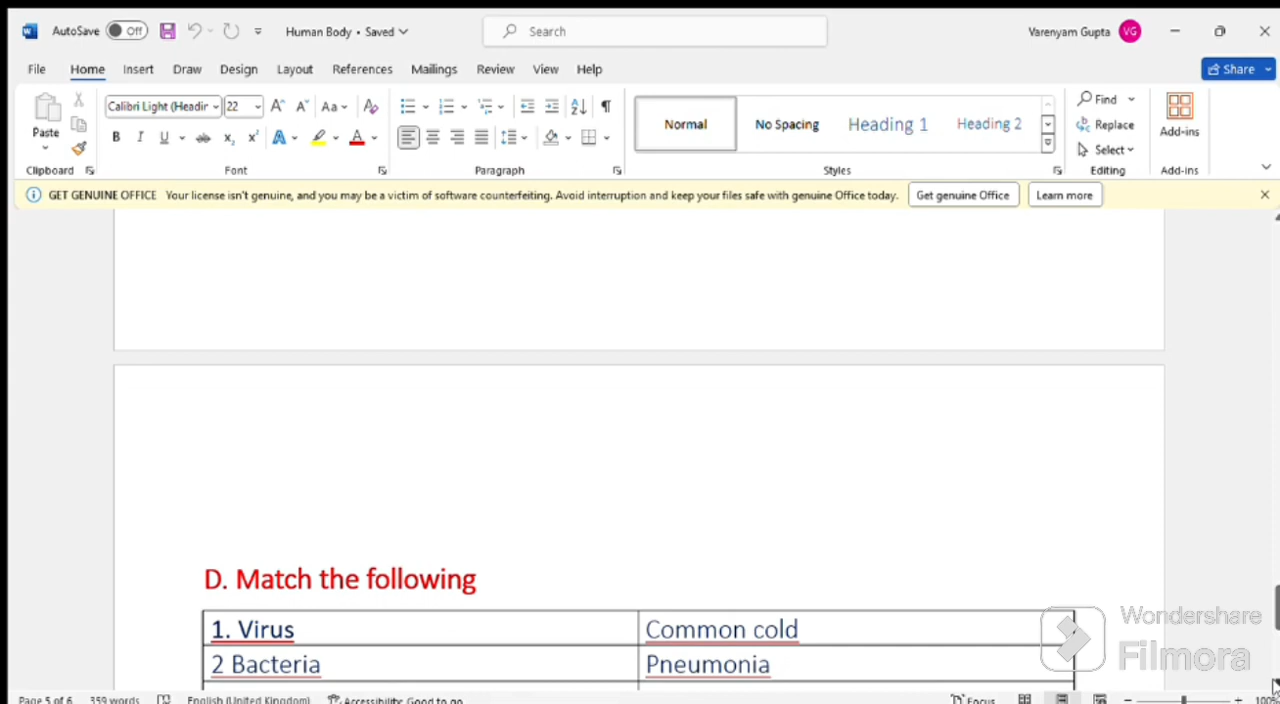 AutoSave Off Human Body • Saved Search Varenyam Gupta VG
File Home Insert Draw Design Layout References Mailings Review View Help Share
Paste Calibri Light (Headir 22 Aa Normal No Spacing Heading 1 Heading 2 Find Replace Select Add-ins
Clipboard Font Paragraph Styles Editing Add-ins
GET GENUINE OFFICE Your license isn't genuine, and you may be a victim of software counterfeiting. Avoid interruption and keep your files safe with genuine Office today. Get genuine Office Learn more
D. Match the following
1. Virus Common cold
2 Bacteria Pneumonia
Wondershare
Filmora
Page 5 of 6 359 words English (United Kingdom) Accessibility: Good to go Focus 100%